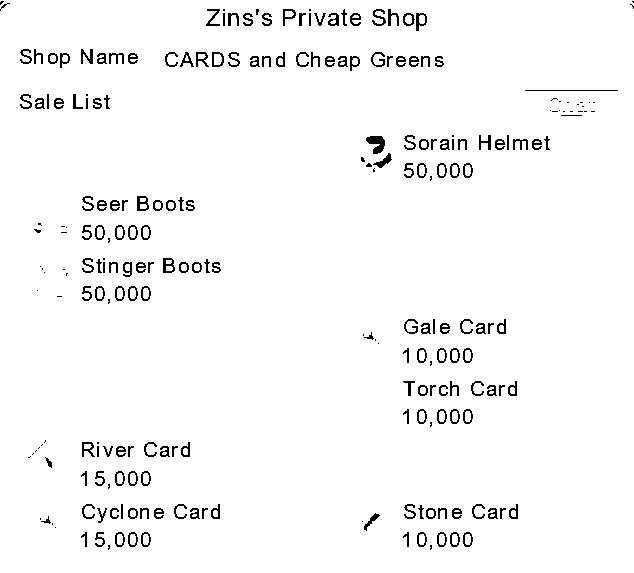 Zins's Private Shop
Shop Name CARDS and Cheap Greens
Sale List
Sorain Helmet
50,000
Seer Boots
50,000
Stinger Boots
50,000
Gale Card
10,000
Torch Card
10,000
River Card
15,000
Cyclone Card
15,000
Stone Card
10,000